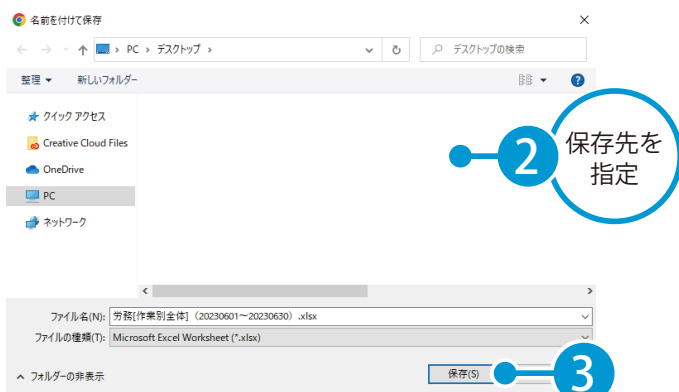 名前を付けて保存
PC › デスクトップ ›
デスクトップの検索
整理 新しいフォルダー
クイック アクセス
Creative Cloud Files
OneDrive
PC
ネットワーク
2 保存先を
指定
ファイル名(N): 労務[作業別全体]（20230601～20230630）.xlsx
ファイルの種類(T): Microsoft Excel Worksheet (*.xlsx)
フォルダーの非表示
保存(S)
3